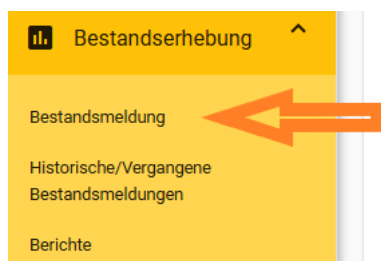 Bestandserhebung
Bestandsmeldung
Historische/Vergangene
Bestandsmeldungen
Berichte